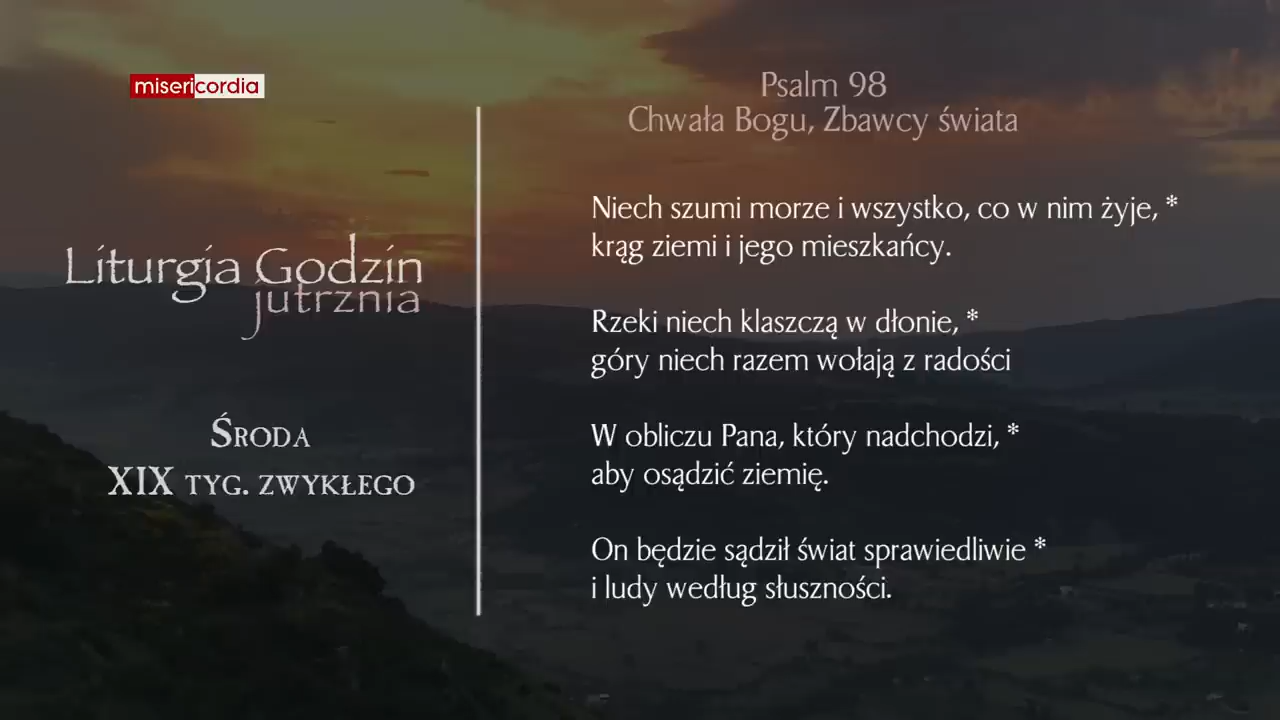 misericordia
Liturgia Godzin
jutrznia
Środa
XIX tyg. zwykłego
Psalm 98
Chwała Bogu, Zbawcy świata
Niech szumi morze i wszystko, co w nim żyje, *
krąg ziemi i jego mieszkańcy.
Rzeki niech klaszczą w dłonie, *
góry niech razem wołają z radości
W obliczu Pana, który nadchodzi, *
aby osądzić ziemię.
On będzie sądził świat sprawiedliwie *
i ludy według słuszności.